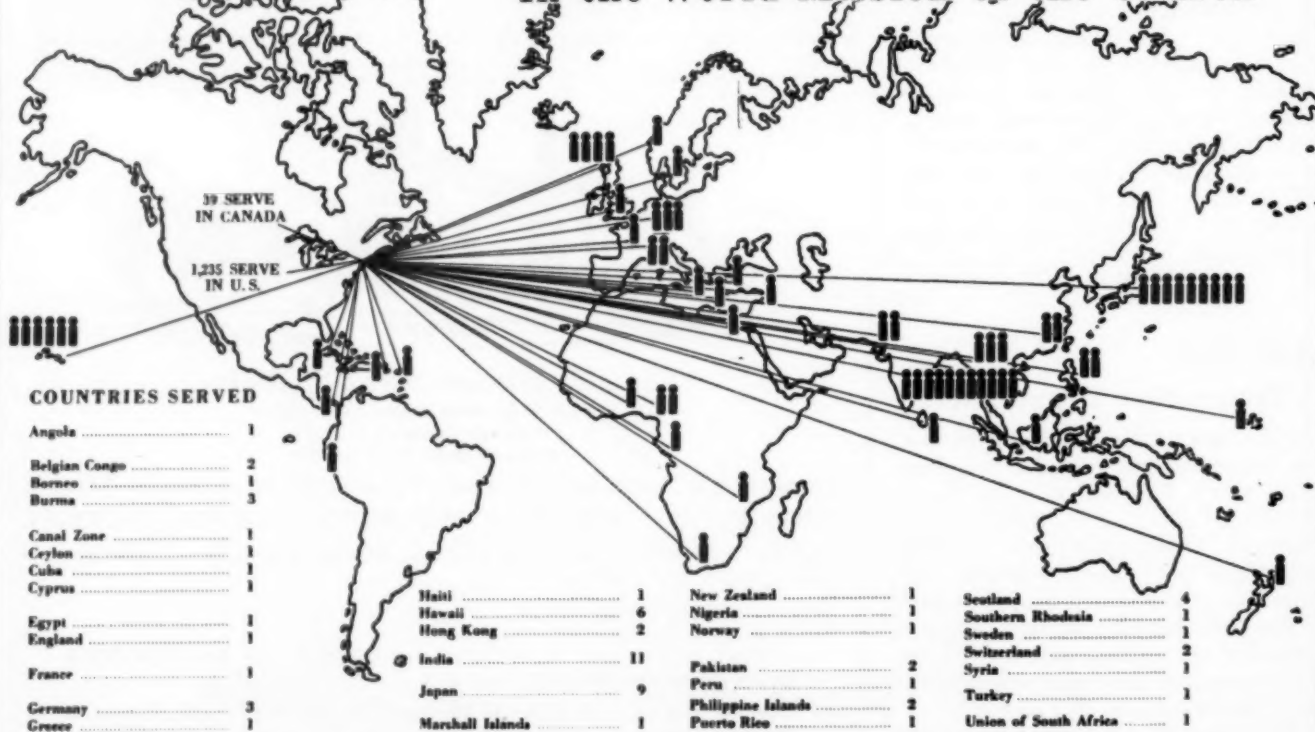 39 SERVE
IN CANADA
1,235 SERVE
IN U.S.
COUNTRIES SERVED
Angola 1
Belgian Congo 2
Borneo 1
Burma 3
Canal Zone 1
Ceylon 1
Cuba 1
Cyprus 1
Egypt 1
England 1
France 1
Germany 3
Greece 1
Haiti 1
Hawaii 6
Hong Kong 2
India 11
Japan 9
Marshall Islands 1
New Zealand 1
Nigeria 1
Norway 1
Pakistan 2
Peru 1
Philippine Islands 2
Puerto Rico 1
Scotland 4
Southern Rhodesia 1
Sweden 1
Switzerland 2
Syria 1
Turkey 1
Union of South Africa 1